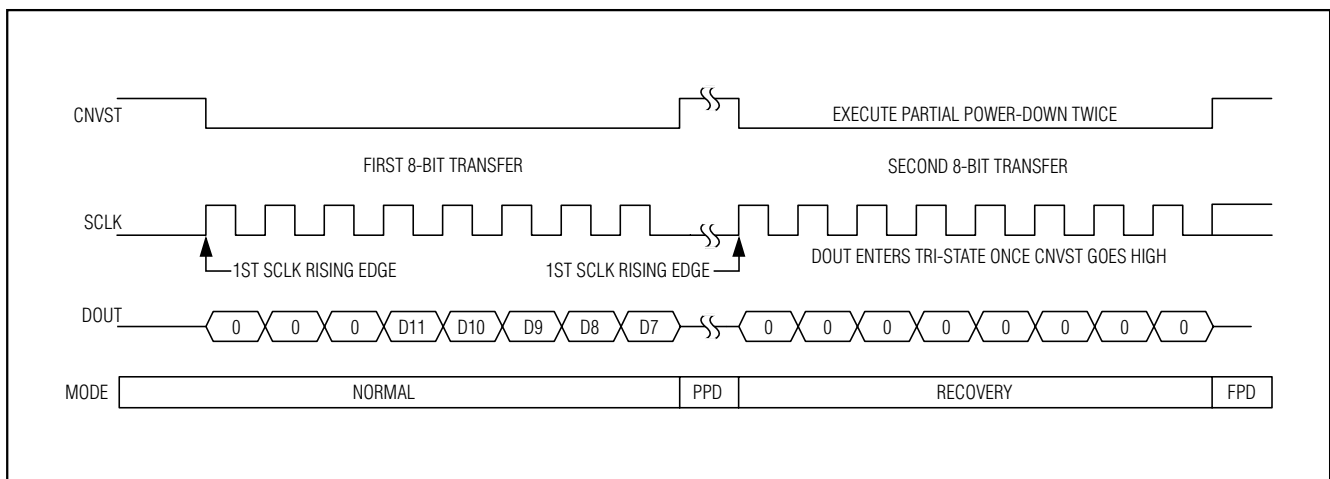 CNVST
EXECUTE PARTIAL POWER-DOWN TWICE
FIRST 8-BIT TRANSFER
SECOND 8-BIT TRANSFER
SCLK
1ST SCLK RISING EDGE
1ST SCLK RISING EDGE
DOUT ENTERS TRI-STATE ONCE CNVST GOES HIGH
DOUT
0 0 0 D11 D10 D9 D8 D7 0 0 0 0 0 0 0 0
MODE NORMAL PPD RECOVERY FPD